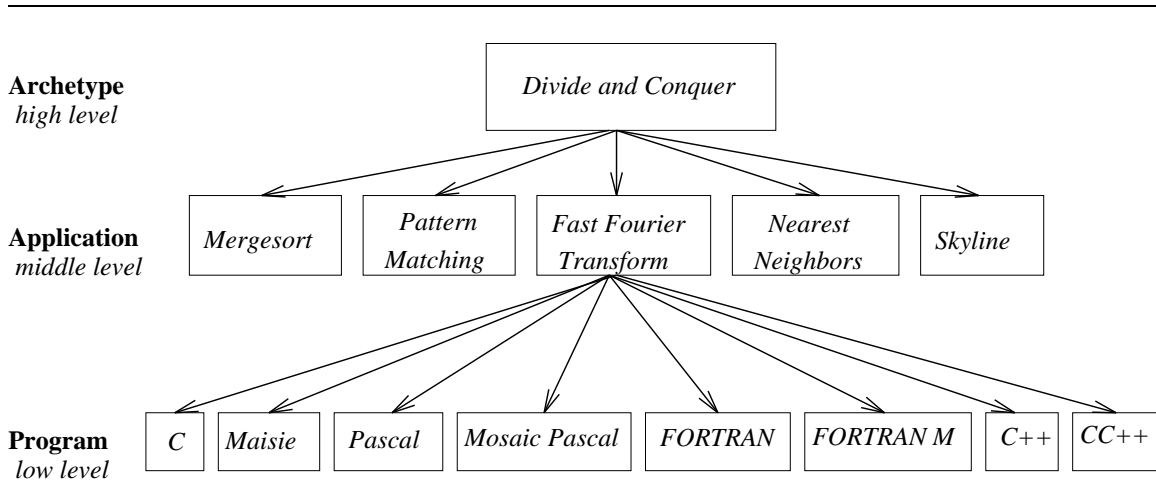 Archetype
high level
Divide and Conquer
Application
middle level
Mergesort
Pattern
Matching
Fast Fourier
Transform
Nearest
Neighbors
Skyline
Program
low level
C
Maisie
Pascal
Mosaic Pascal
FORTRAN
FORTRAN M
C++
CC++